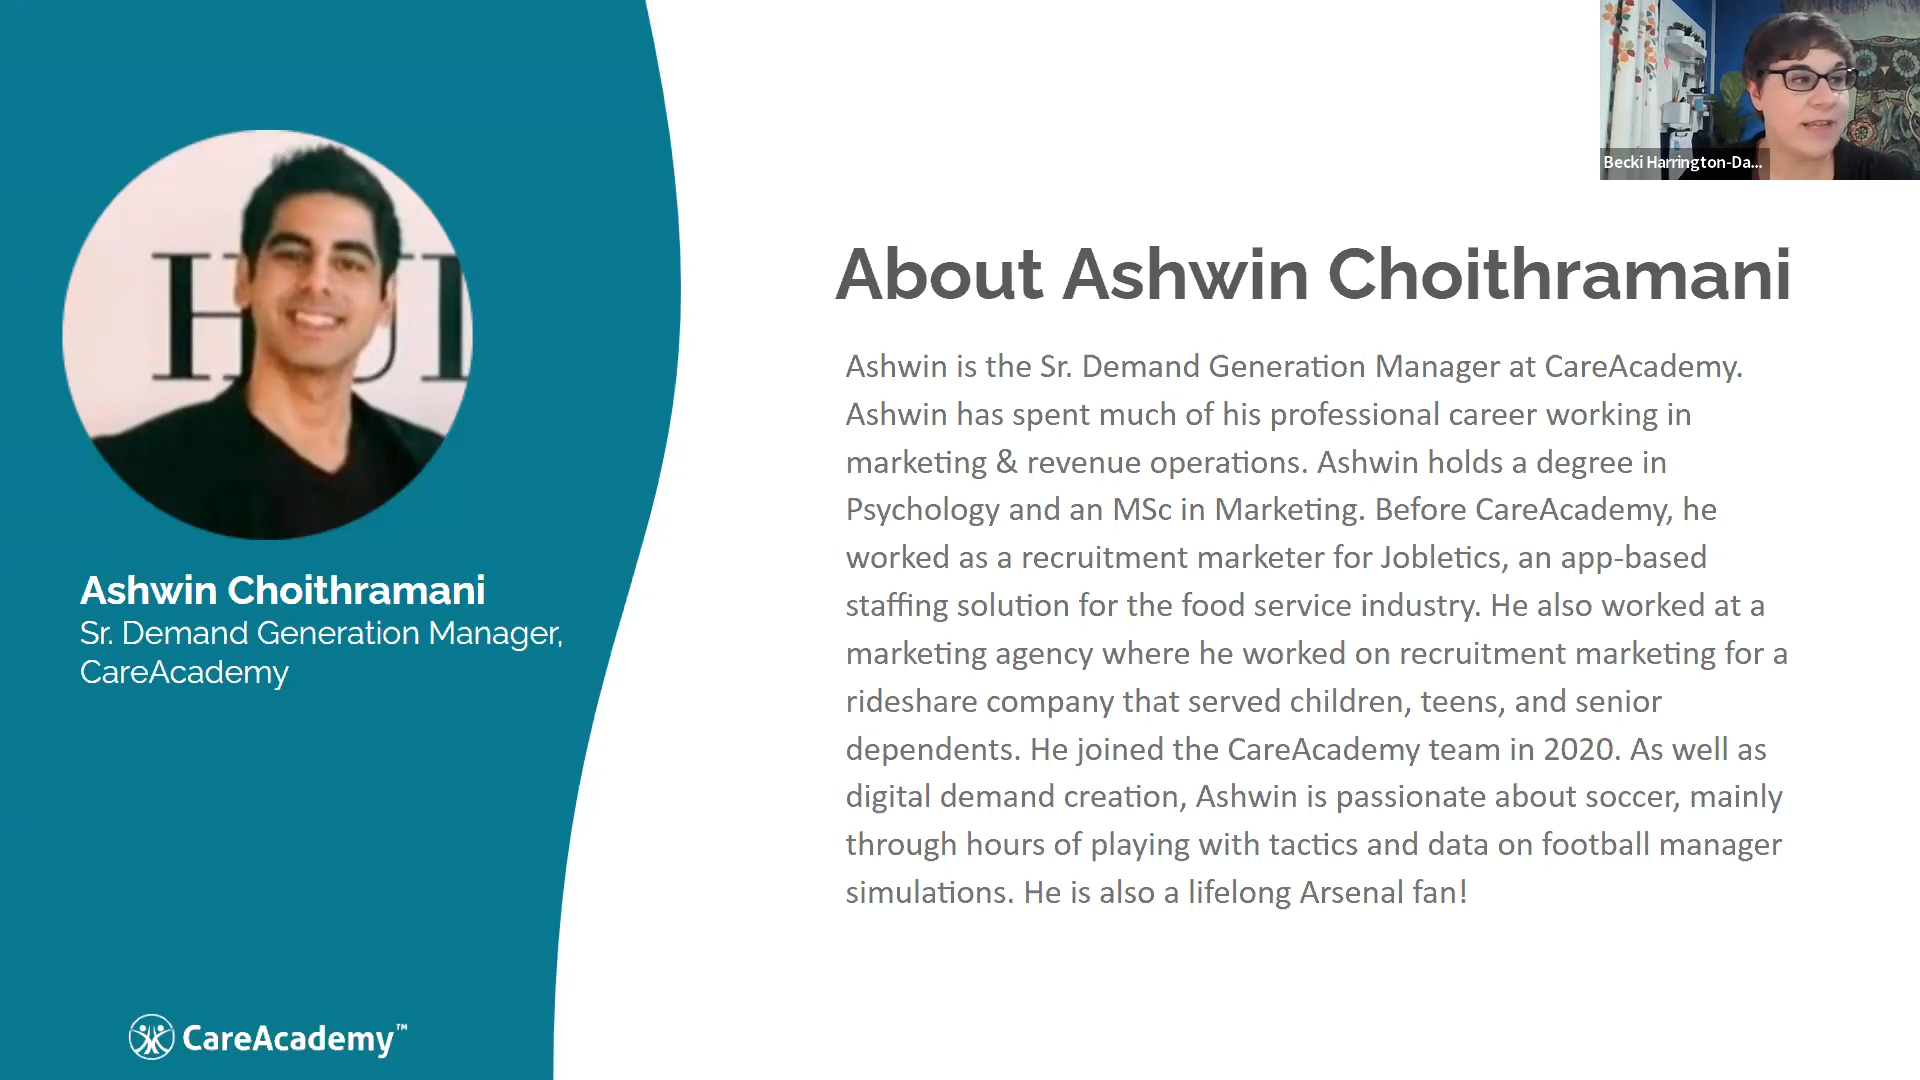 Becki Harrington-Da...
About Ashwin Choithramani
Ashwin is the Sr. Demand Generation Manager at CareAcademy.
Ashwin has spent much of his professional career working in
marketing & revenue operations. Ashwin holds a degree in
Psychology and an MSc in Marketing. Before CareAcademy, he
worked as a recruitment marketer for Jobletics, an app-based
staffing solution for the food service industry. He also worked at a
marketing agency where he worked on recruitment marketing for a
rideshare company that served children, teens, and senior
dependents. He joined the CareAcademy team in 2020. As well as
digital demand creation, Ashwin is passionate about soccer, mainly
through hours of playing with tactics and data on football manager
simulations. He is also a lifelong Arsenal fan!
Ashwin Choithramani
Sr. Demand Generation Manager,
CareAcademy
CareAcademy™